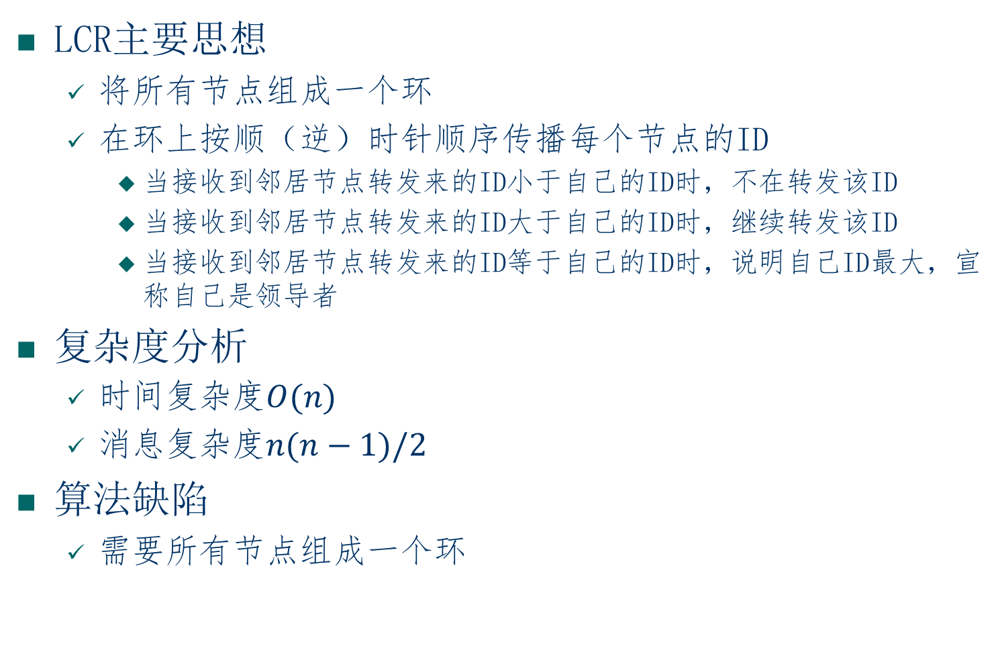 LCR主要思想
将所有节点组成一个环
在环上按顺（逆）时针顺序传播每个节点的ID
当接收到邻居节点转发来的ID小于自己的ID时，不在转发该ID
当接收到邻居节点转发来的ID大于自己的ID时，继续转发该ID
当接收到邻居节点转发来的ID等于自己的ID时，说明自己ID最大，宣
称自己是领导者
复杂度分析
时间复杂度O(n)
消息复杂度n(n − 1)/2
算法缺陷
需要所有节点组成一个环